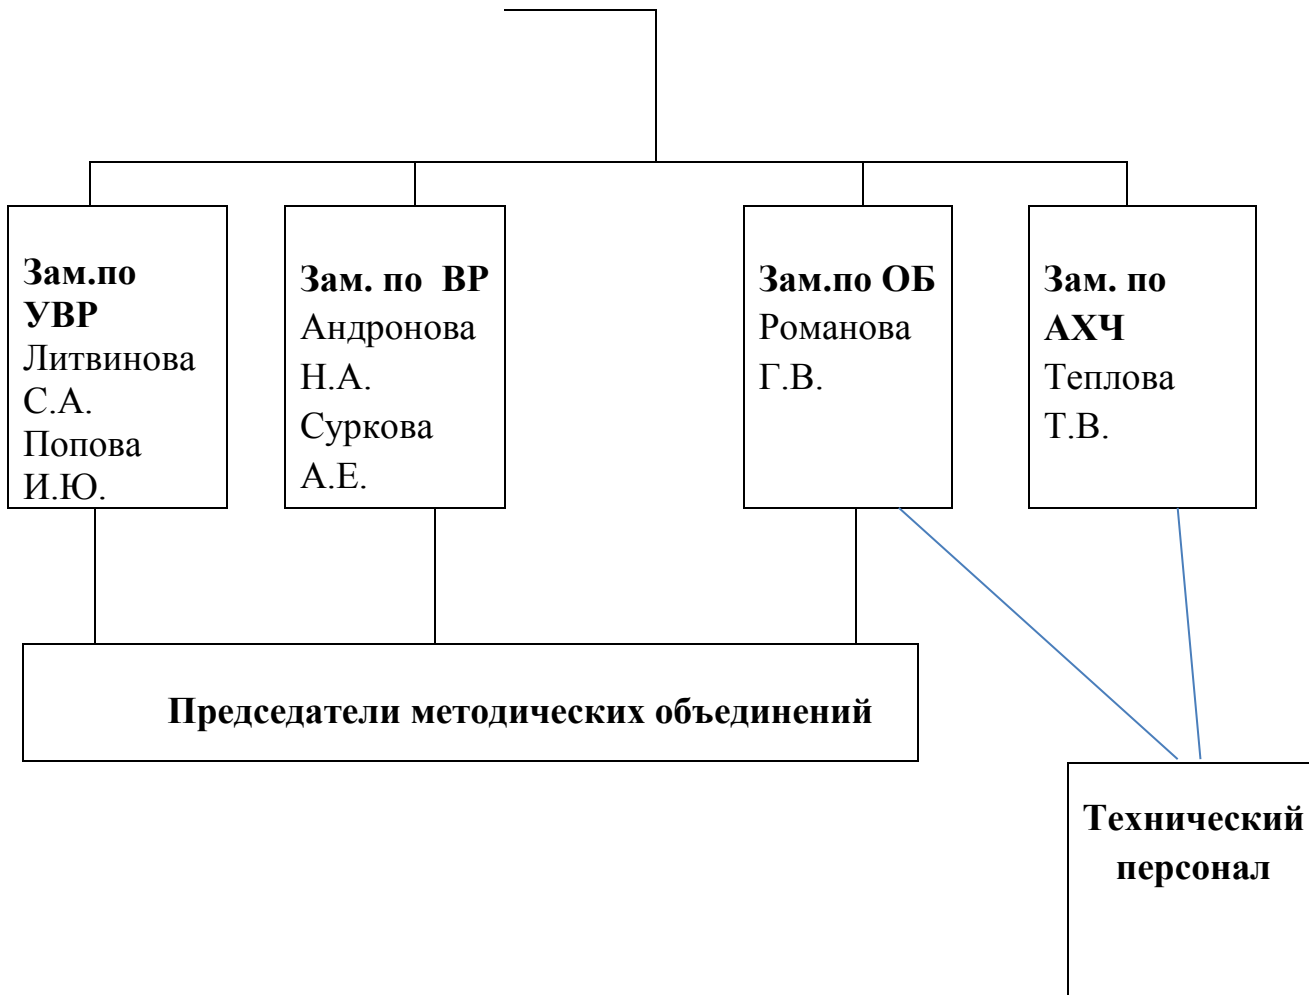 Зам.по
УВР
Литвинова
С.А.
Попова
И.Ю.
Зам. по  ВР
Андронова
Н.А.
Суркова
А.Е.
Зам.по ОБ
Романова
Г.В.
Зам. по
АХЧ
Теплова
Т.В.
Председатели методических объединений
Технический
персонал